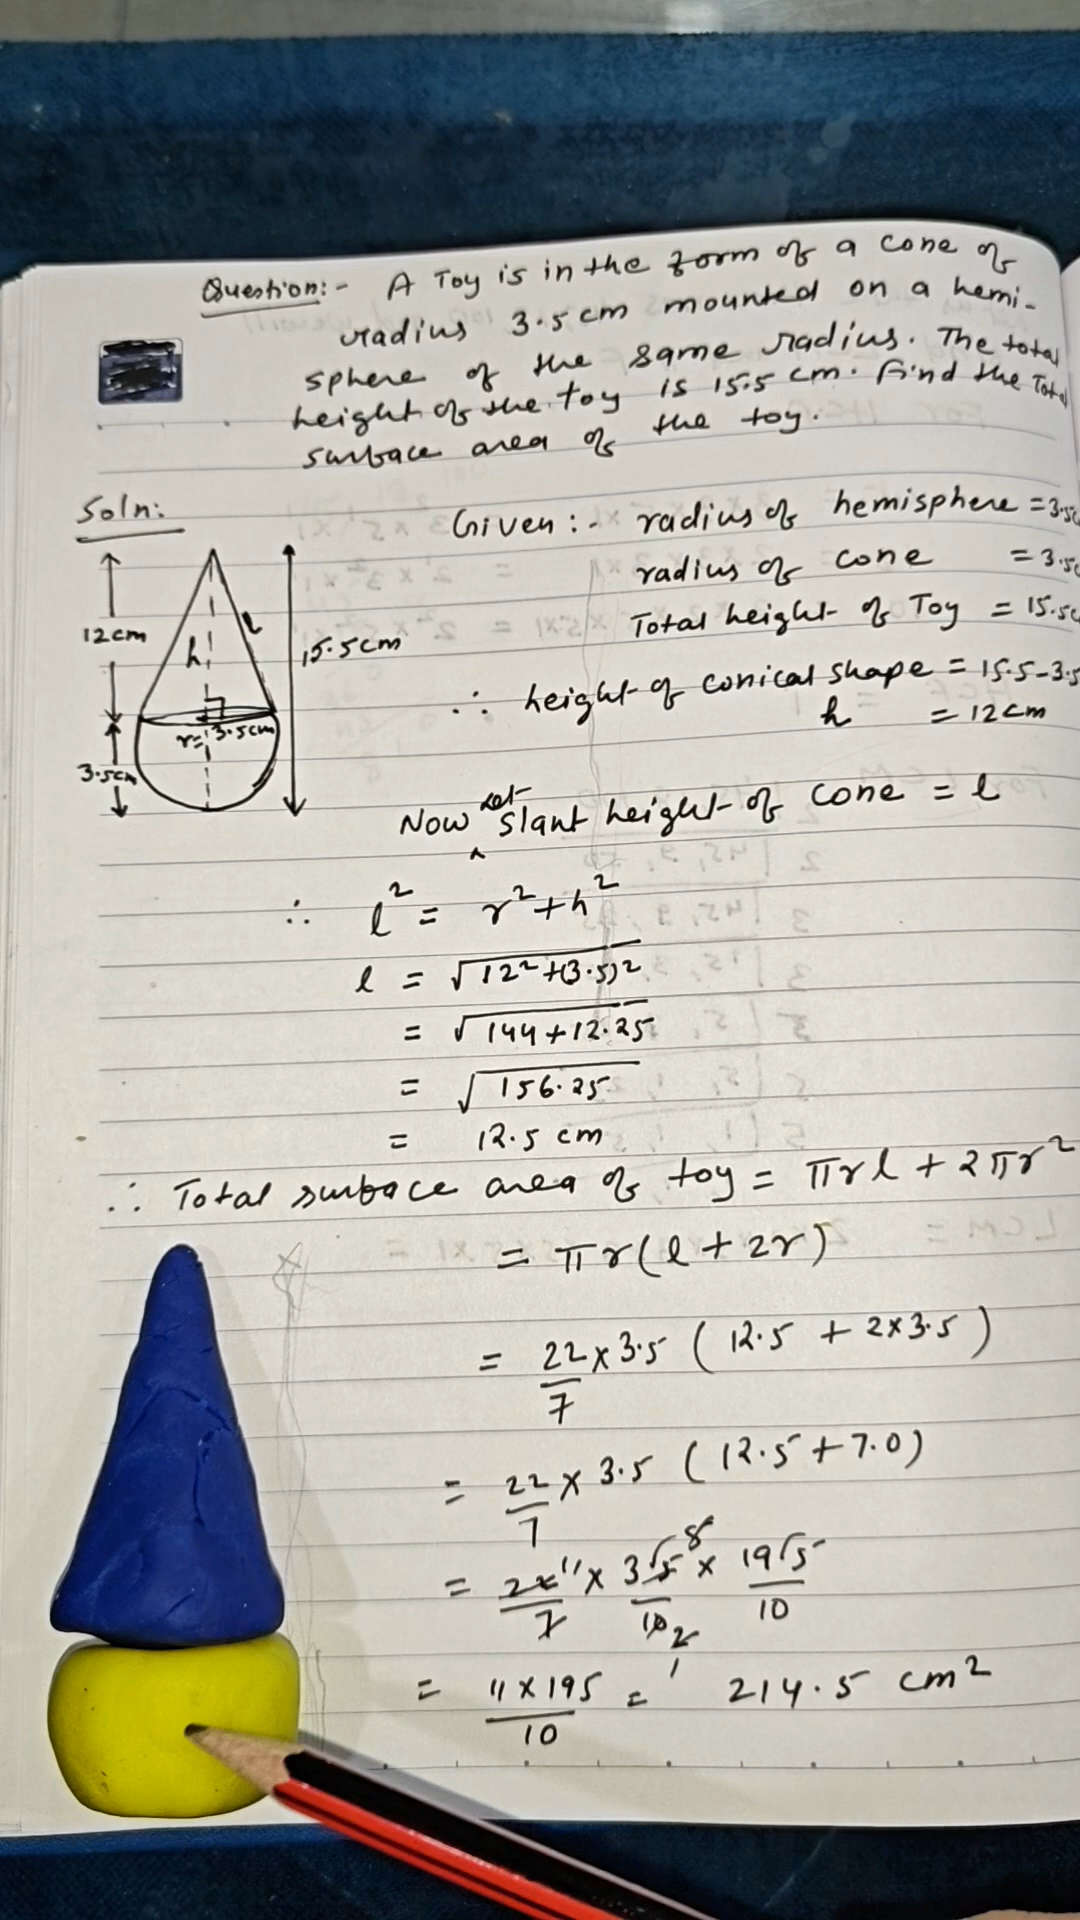 Question:- A Toy is in the form of a cone of
radius 3.5 cm mounted on a hemi-
sphere of the same radius. The total
height of the toy is 15.5 cm. Find the Total
surface area of the toy.
Soln:
Given:- radius of hemisphere = 3.5c
radius of cone = 3.5c
Total height of Toy = 15.5c
∴ height of conical shape = 15.5-3.5
h = 12cm
12cm
h
l
15.5cm
r= 3.5cm
3.5cm
Now let slant height of cone = l
∴ l² = r²+h²
l = √12²+(3.5)²
= √144+12.25
= √156.25
= 12.5 cm
∴ Total surface area of toy = πrl + 2πr²
= πr(l + 2r)
= 22/7 × 3.5 (12.5 + 2×3.5)
= 22/7 × 3.5 (12.5 + 7.0)
= 22/7 × 35/10 × 195/10
= 11×195/10 = 214.5 cm²